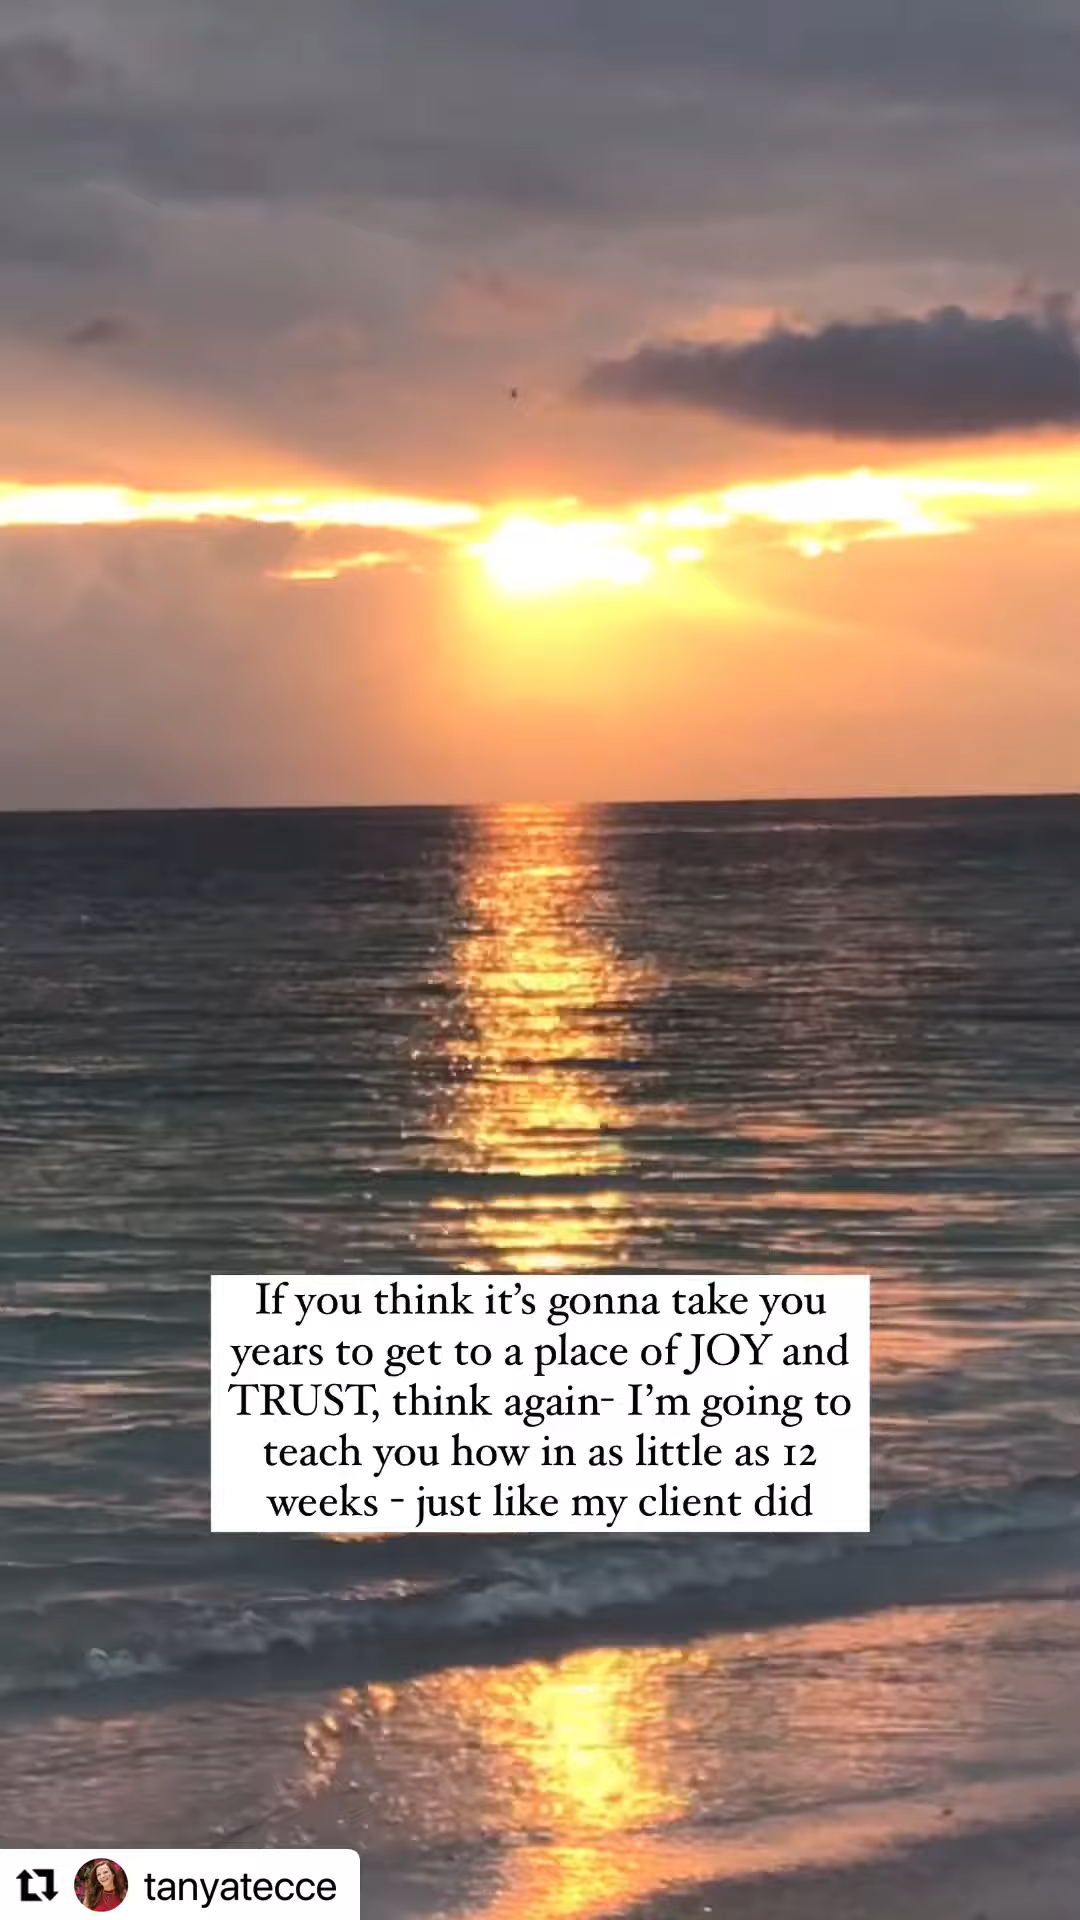 If you think it’s gonna take you
years to get to a place of JOY and
TRUST, think again- I’m going to
teach you how in as little as 12
weeks - just like my client did
tanyatecce